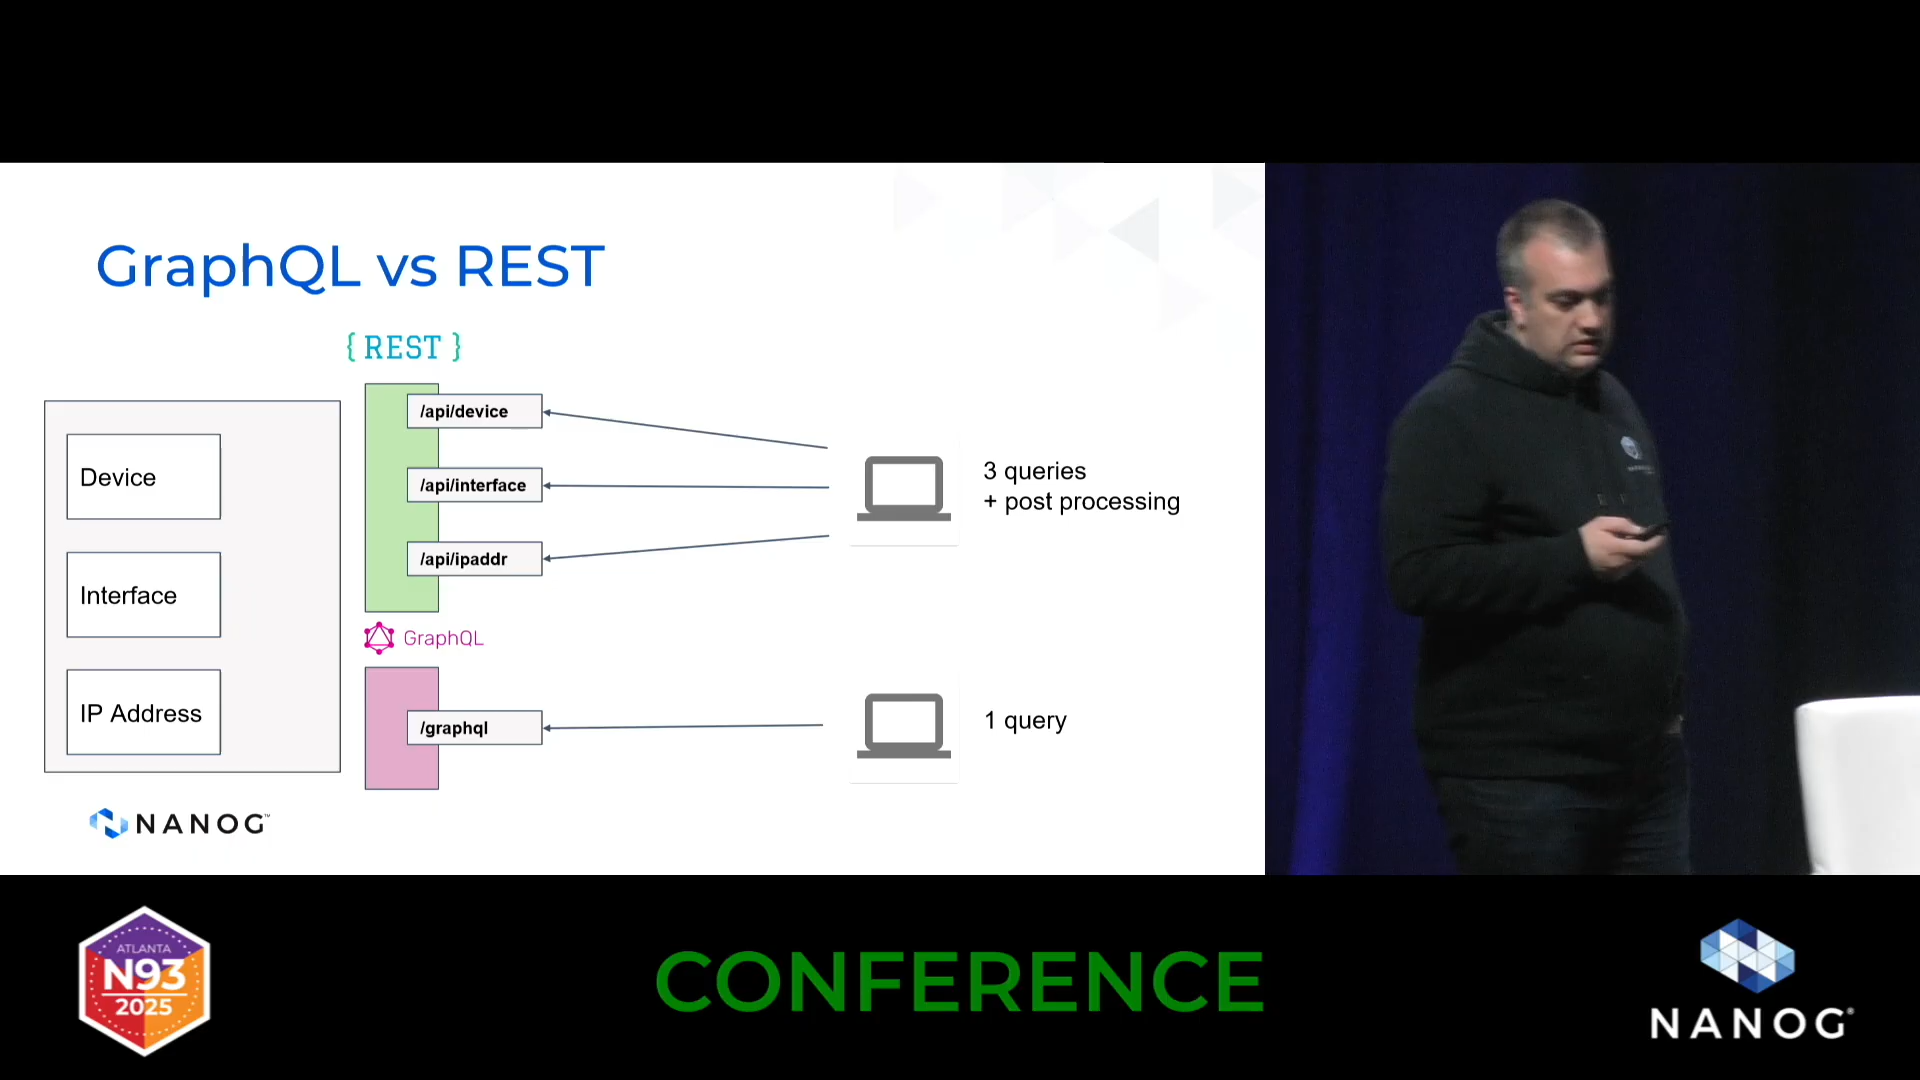 GraphQL vs REST
{ REST }
Device
Interface
IP Address
/api/device
/api/interface
/api/ipaddr
3 queries
+ post processing
GraphQL
/graphql
1 query
NANOG™
ATLANTA
N93
2025
CONFERENCE
NANOG®